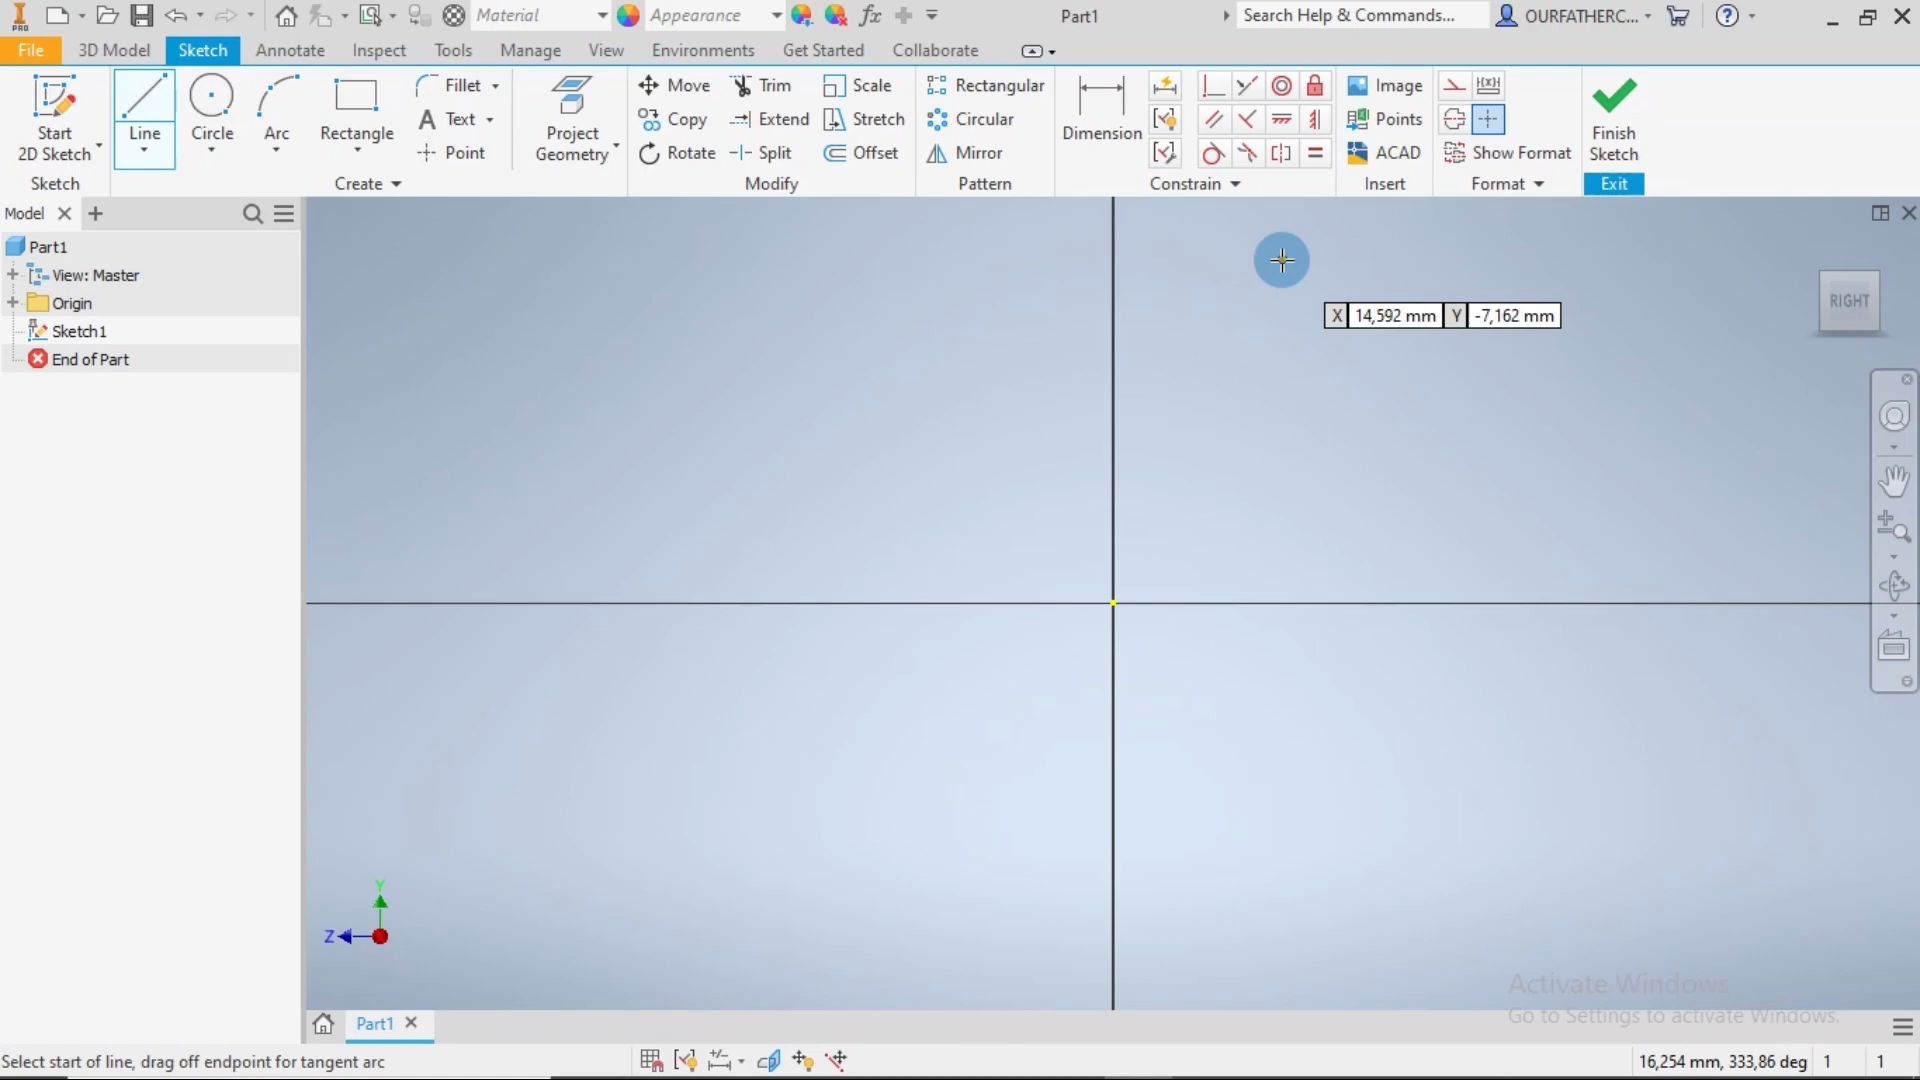 PRO Material Appearance fx Part1 Search Help & Commands... OURFATHERC... ?
File 3D Model Sketch Annotate Inspect Tools Manage View Environments Get Started Collaborate
Start
2D Sketch
Line
Circle
Arc
Rectangle
Fillet
Text
Point
Project
Geometry
Move
Copy
Rotate
Trim
Extend
Split
Scale
Stretch
Offset
Rectangular
Circular
Mirror
Dimension
Image
Points
ACAD
Show Format
Finish
Sketch
Sketch Create Modify Pattern Constrain Insert Format Exit
Model
Part1
View: Master
Origin
Sketch1
End of Part
X 14,592 mm Y -7,162 mm
RIGHT
Y
Z
Activate Windows
Go to Settings to activate Windows.
Part1
Select start of line, drag off endpoint for tangent arc 16,254 mm, 333,86 deg 1 1